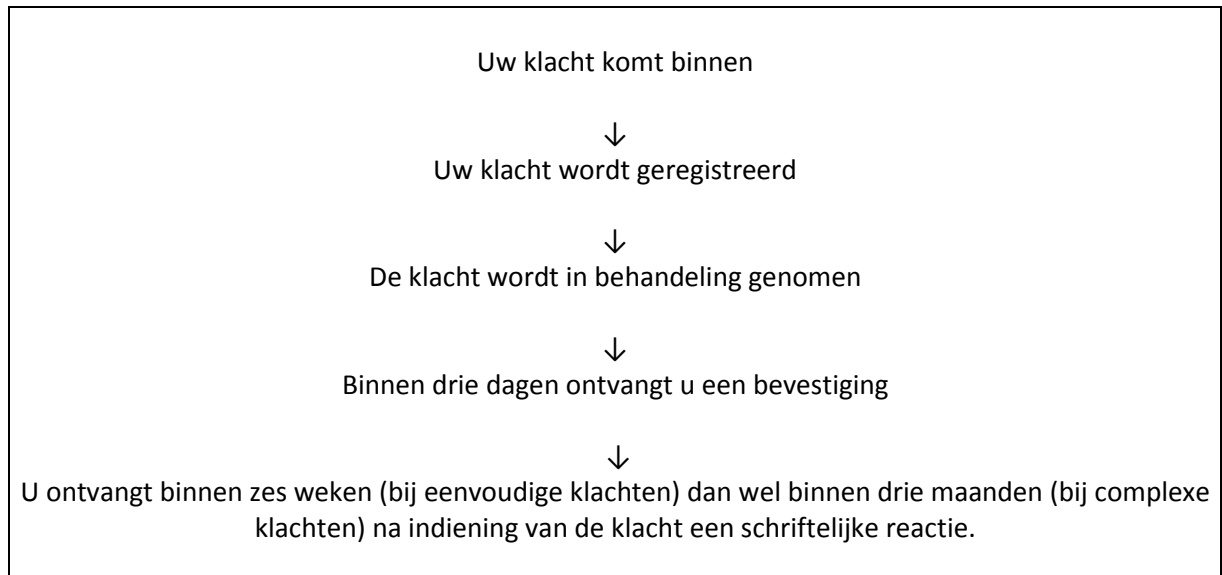 Uw klacht komt binnen
↓
Uw klacht wordt geregistreerd
↓
De klacht wordt in behandeling genomen
↓
Binnen drie dagen ontvangt u een bevestiging
↓
U ontvangt binnen zes weken (bij eenvoudige klachten) dan wel binnen drie maanden (bij complexe
klachten) na indiening van de klacht een schriftelijke reactie.